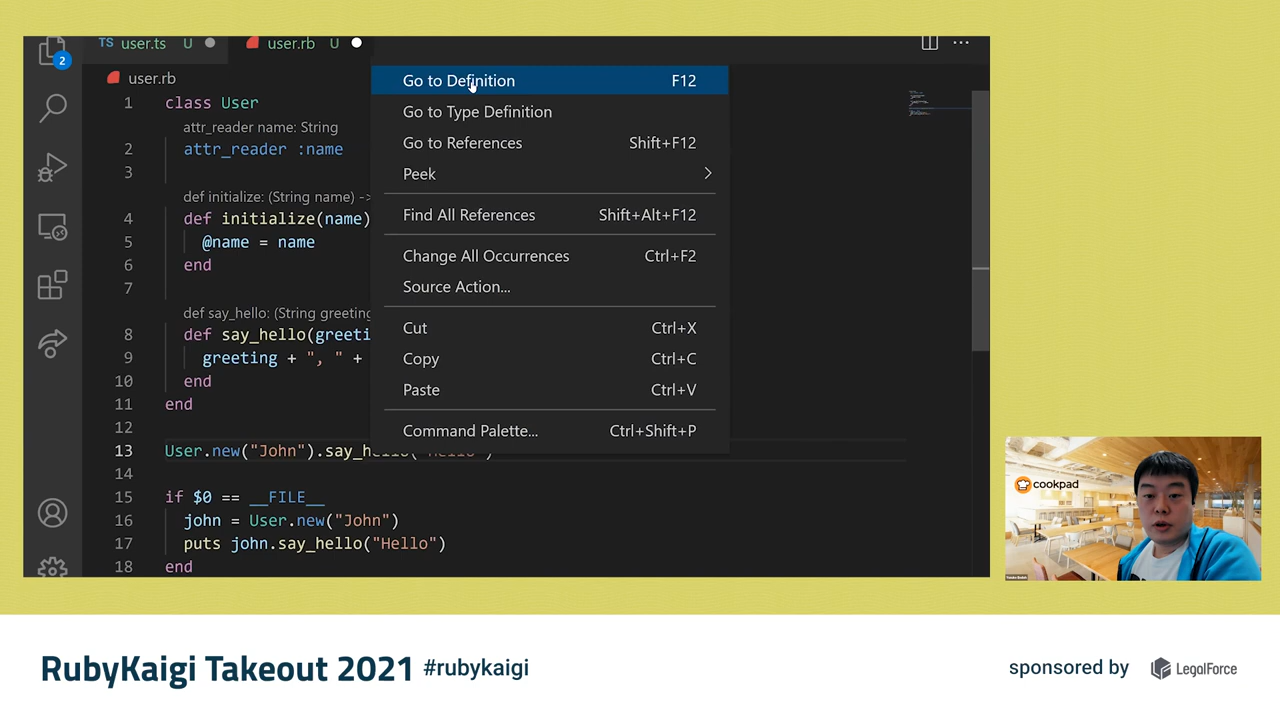 TS user.ts U user.rb U
2
user.rb
1 class User
attr_reader name: String
2 attr_reader :name
3
def initialize: (String name) ->
4 def initialize(name)
5 @name = name
6 end
7
def say_hello: (String greeting
8 def say_hello(greeti
9 greeting + ", " +
10 end
11 end
12
13 User.new("John").say_hello("Hello")
14
15 if $0 == __FILE__
16 john = User.new("John")
17 puts john.say_hello("Hello")
18 end
Go to Definition F12
Go to Type Definition
Go to References Shift+F12
Peek
Find All References Shift+Alt+F12
Change All Occurrences Ctrl+F2
Source Action...
Cut Ctrl+X
Copy Ctrl+C
Paste Ctrl+V
Command Palette... Ctrl+Shift+P
cookpad
RubyKaigi Takeout 2021 #rubykaigi
sponsored by LegalForce